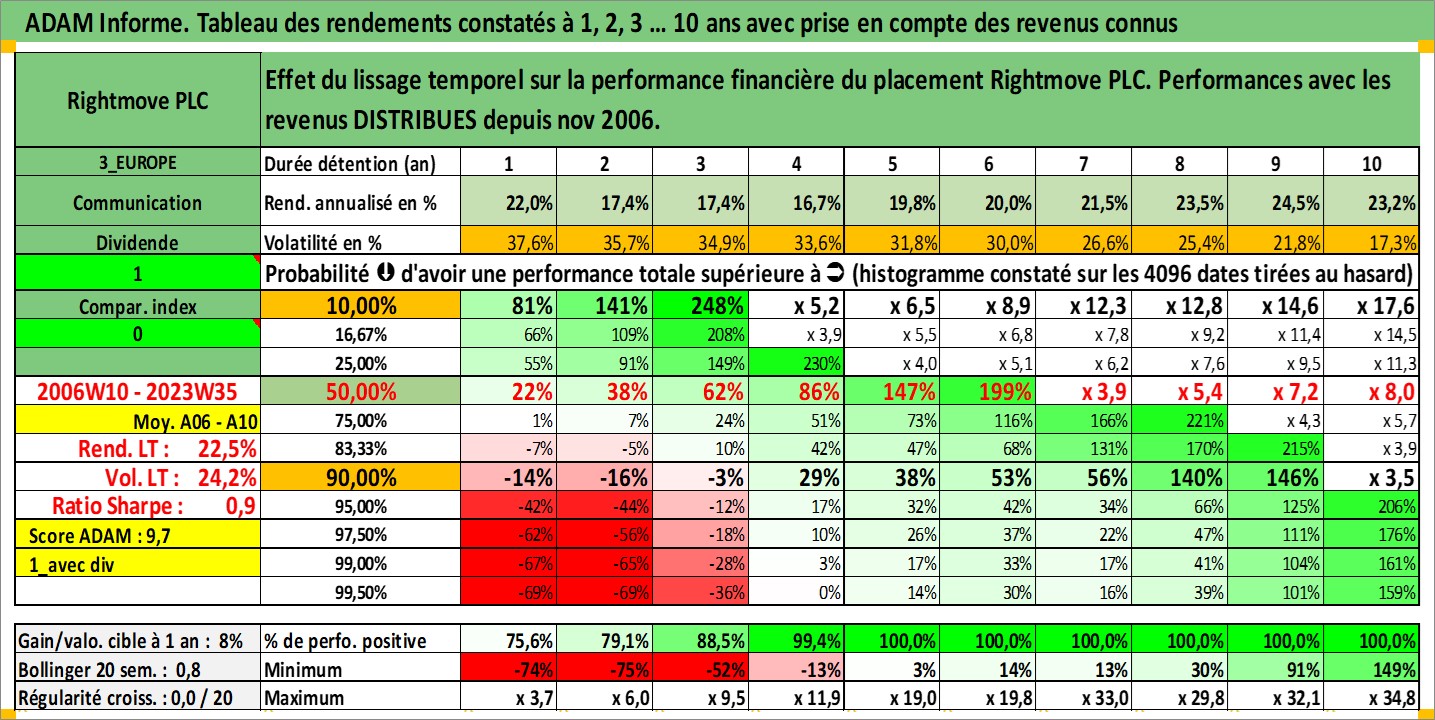 ADAM Informe. Tableau des rendements constatés à 1, 2, 3 ... 10 ans avec prise en compte des revenus connus
Rightmove PLC
Effet du lissage temporel sur la performance financière du placement Rightmove PLC. Performances avec les
revenus DISTRIBUES depuis nov 2006.
3_EUROPE Durée détention (an) 1 2 3 4 5 6 7 8 9 10
Communication Rend. annualisé en % 22,0% 17,4% 17,4% 16,7% 19,8% 20,0% 21,5% 23,5% 24,5% 23,2%
Dividende Volatilité en % 37,6% 35,7% 34,9% 33,6% 31,8% 30,0% 26,6% 25,4% 21,8% 17,3%
1 Probabilité ⬇ d'avoir une performance totale supérieure à ➲ (histogramme constaté sur les 4096 dates tirées au hasard)
Compar. index 10,00% 81% 141% 248% x 5,2 x 6,5 x 8,9 x 12,3 x 12,8 x 14,6 x 17,6
0 16,67% 66% 109% 208% x 3,9 x 5,5 x 6,8 x 7,8 x 9,2 x 11,4 x 14,5
25,00% 55% 91% 149% 230% x 4,0 x 5,1 x 6,2 x 7,6 x 9,5 x 11,3
2006W10 - 2023W35 50,00% 22% 38% 62% 86% 147% 199% x 3,9 x 5,4 x 7,2 x 8,0
Moy. A06 - A10 75,00% 1% 7% 24% 51% 73% 116% 166% 221% x 4,3 x 5,7
Rend. LT : 22,5% 83,33% -7% -5% 10% 42% 47% 68% 131% 170% 215% x 3,9
Vol. LT : 24,2% 90,00% -14% -16% -3% 29% 38% 53% 56% 140% 146% x 3,5
Ratio Sharpe : 0,9 95,00% -42% -44% -12% 17% 32% 42% 34% 66% 125% 206%
Score ADAM : 9,7 97,50% -62% -56% -18% 10% 26% 37% 22% 47% 111% 176%
1_avec div 99,00% -67% -65% -28% 3% 17% 33% 17% 41% 104% 161%
99,50% -69% -69% -36% 0% 14% 30% 16% 39% 101% 159%
Gain/valo. cible à 1 an : 8% % de perfo. positive 75,6% 79,1% 88,5% 99,4% 100,0% 100,0% 100,0% 100,0% 100,0% 100,0%
Bollinger 20 sem. : 0,8 Minimum -74% -75% -52% -13% 3% 14% 13% 30% 91% 149%
Régularité croiss. : 0,0 / 20 Maximum x 3,7 x 6,0 x 9,5 x 11,9 x 19,0 x 19,8 x 33,0 x 29,8 x 32,1 x 34,8